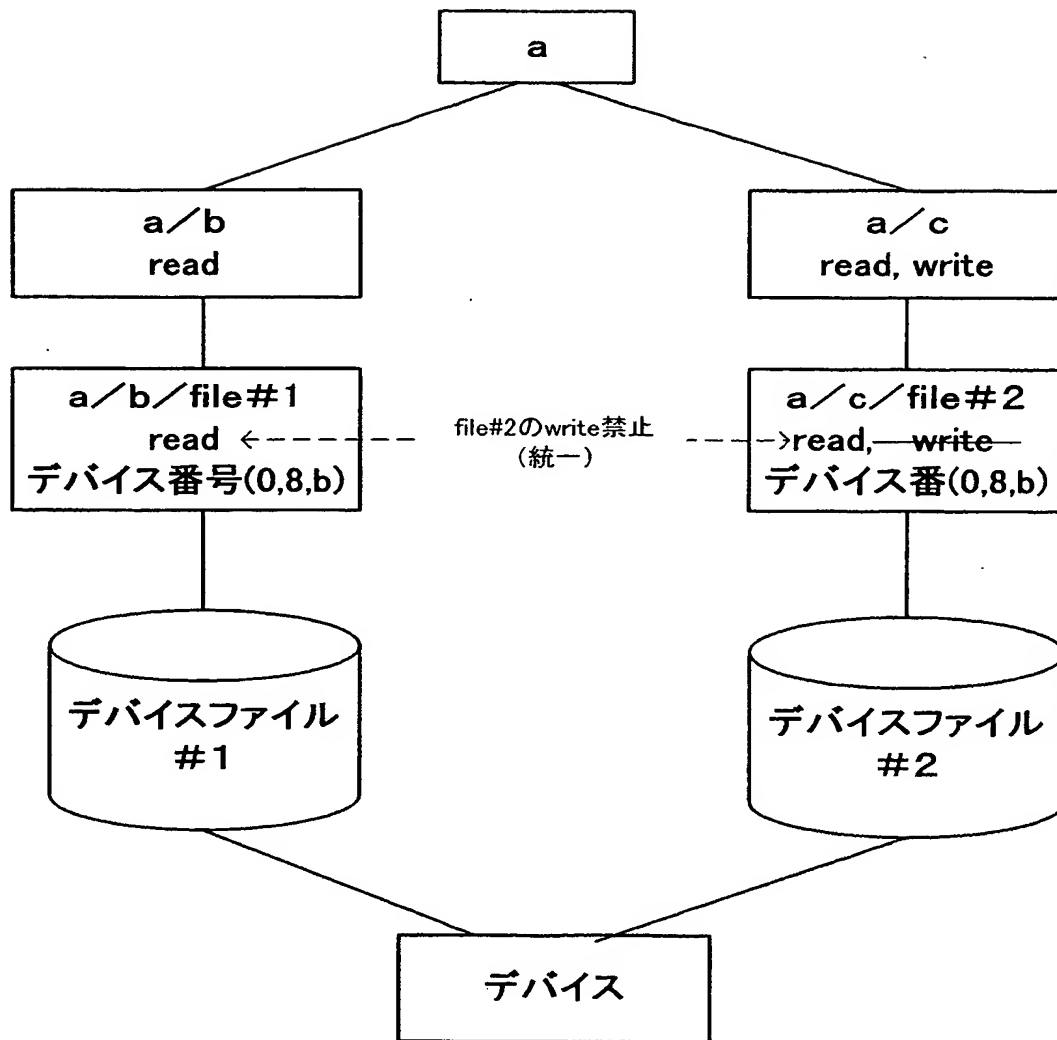 a
a／b
read
a／c
read, write
a／b／file＃1
read
デバイス番号(0,8,b)
file#2のwrite禁止
(統一)
a／c／file＃2
read, write
デバイス番(0,8,b)
デバイスファイル
＃1
デバイスファイル
＃2
デバイス